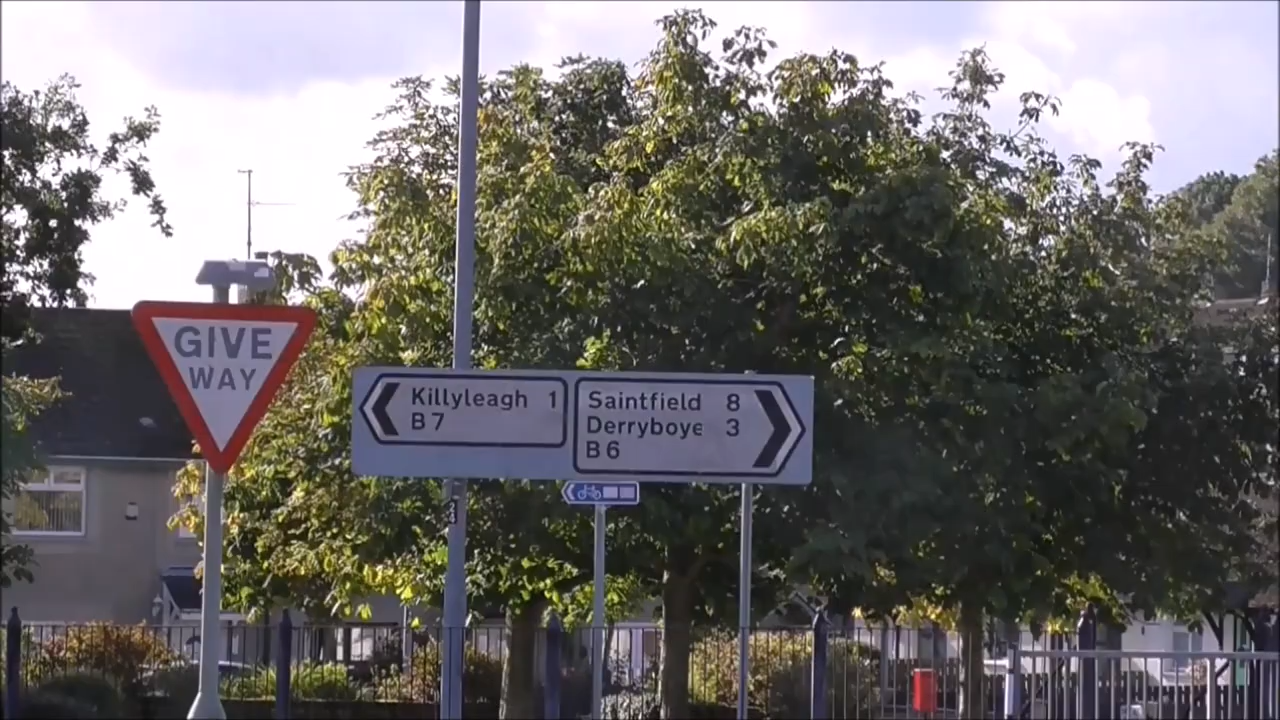 GIVE
WAY
Killyleagh 1
B7
Saintfield 8
Derryboye 3
B6